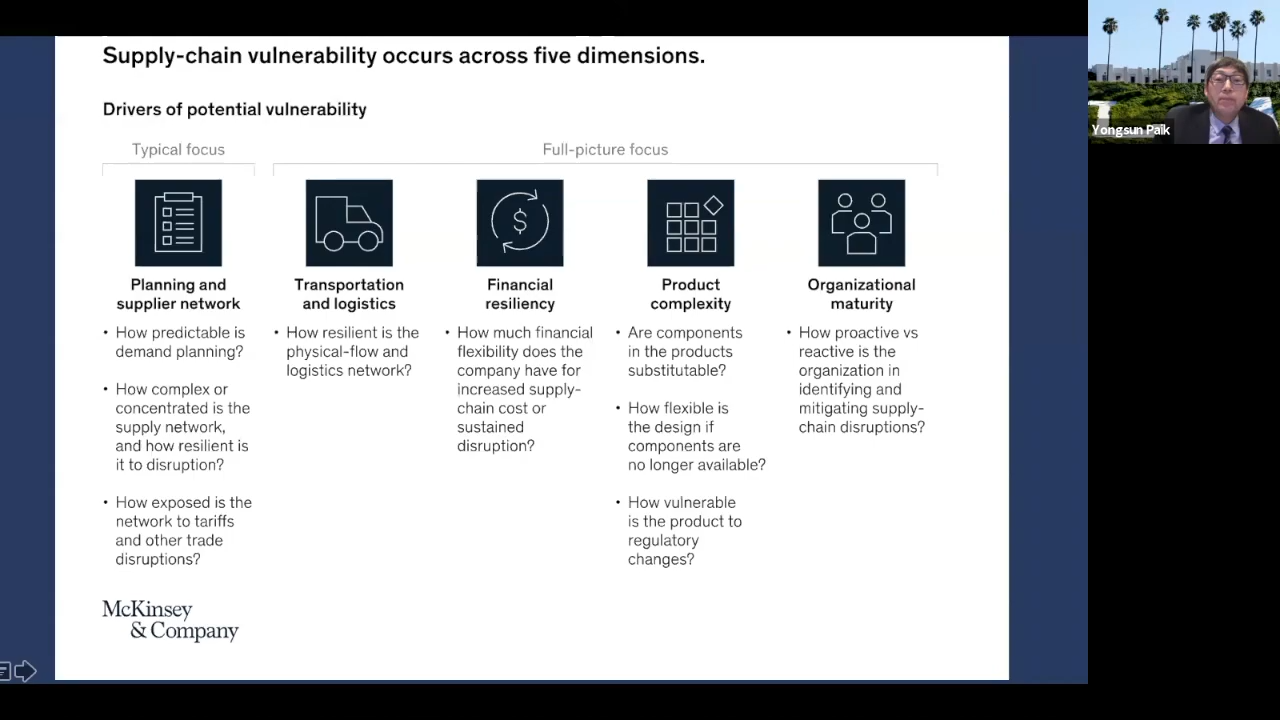 Supply-chain vulnerability occurs across five dimensions.
Drivers of potential vulnerability
Typical focus
Full-picture focus
$
Planning and
supplier network
• How predictable is
demand planning?
• How complex or
concentrated is the
supply network,
and how resilient is
it to disruption?
• How exposed is the
network to tariffs
and other trade
disruptions?
Transportation
and logistics
• How resilient is the
physical-flow and
logistics network?
Financial
resiliency
• How much financial
flexibility does the
company have for
increased supply-
chain cost or
sustained
disruption?
Product
complexity
• Are components
in the products
substitutable?
• How flexible is
the design if
components are
no longer available?
• How vulnerable
is the product to
regulatory
changes?
Organizational
maturity
• How proactive vs
reactive is the
organization in
identifying and
mitigating supply-
chain disruptions?
McKinsey
& Company
Yongsun Paik